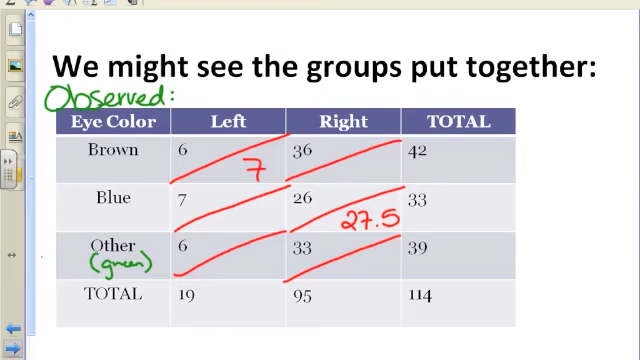 We might see the groups put together:
Observed:
Eye Color Left Right TOTAL
Brown 6 36 42
7
Blue 7 26 33
27.5
Other 6 33 39
(green)
TOTAL 19 95 114